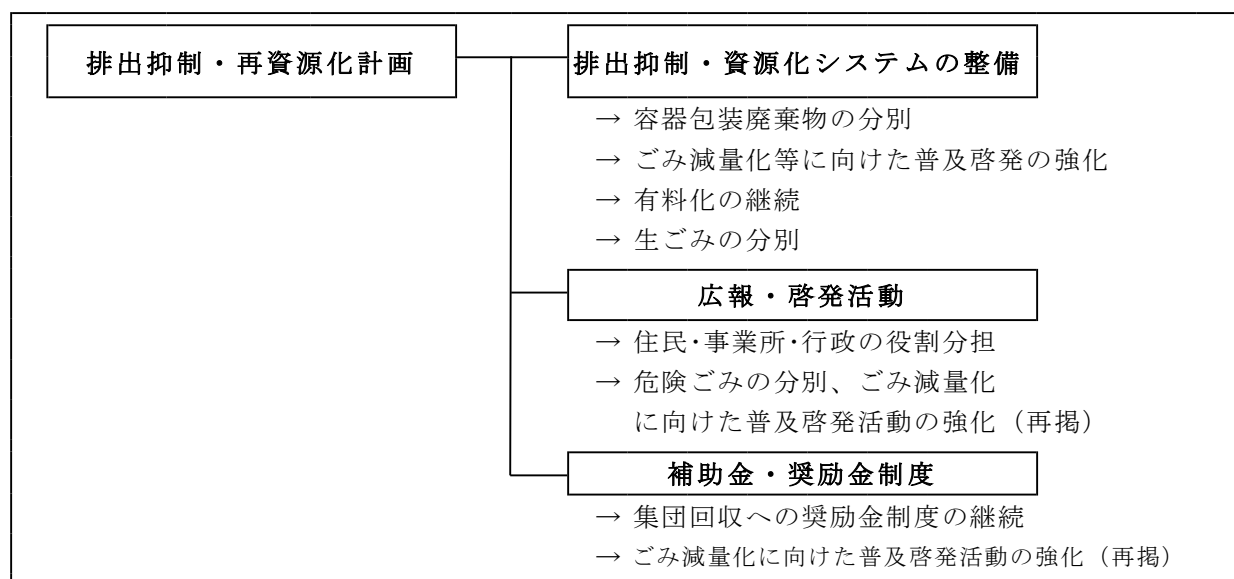 排出抑制・再資源化計画
排出抑制・資源化システムの整備
→ 容器包装廃棄物の分別
→ ごみ減量化等に向けた普及啓発の強化
→ 有料化の継続
→ 生ごみの分別
広報・啓発活動
→ 住民･事業所･行政の役割分担
→ 危険ごみの分別、ごみ減量化
に向けた普及啓発活動の強化（再掲）
補助金・奨励金制度
→ 集団回収への奨励金制度の継続
→ ごみ減量化に向けた普及啓発活動の強化（再掲）